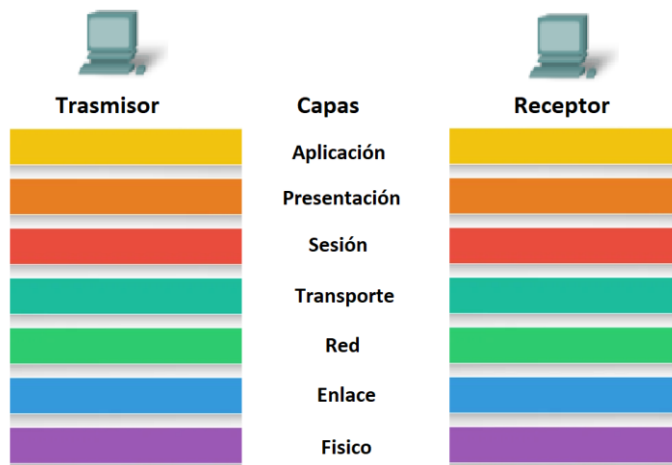 Trasmisor Capas Receptor
Aplicación
Presentación
Sesión
Transporte
Red
Enlace
Fisico